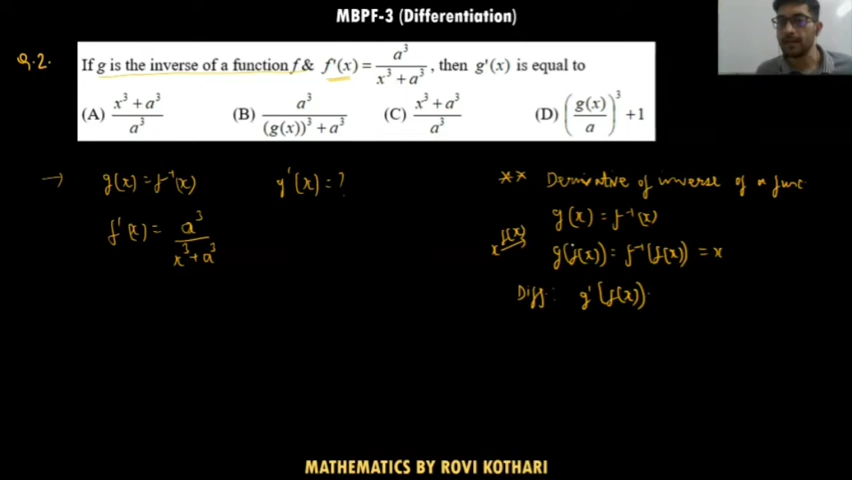 MBPF-3 (Differentiation)
Q.2.
If g is the inverse of a function f & f'(x) = a³/(x³ + a³), then g'(x) is equal to
(A) (x³ + a³)/a³ (B) a³/((g(x))³ + a³) (C) (x³ + a³)/a³ (D) (g(x)/a)³ + 1
→ g(x) = f⁻¹(x) g'(x) = ?
f'(x) = a³/(x³ + a³)
** Derivative of inverse of a func
g(x) = f⁻¹(x)
x → f(x)
g(f(x)) = f⁻¹(f(x)) = x
Diff: g'(f(x)).
MATHEMATICS BY ROVI KOTHARI